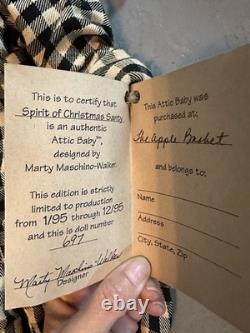 This is to certify that
Spirit of Christmas Santa
is an authentic
Attic Baby™,
designed by
Marty Maschino-Walker.
This edition is strictly
limited to production
from 1/95 through 12/95
and this is doll number
697
Marty Maschino Walker
Designer
This Attic Baby was
purchased at:
The Apple Basket
and belongs to:
Name
Address
City, State, Zip